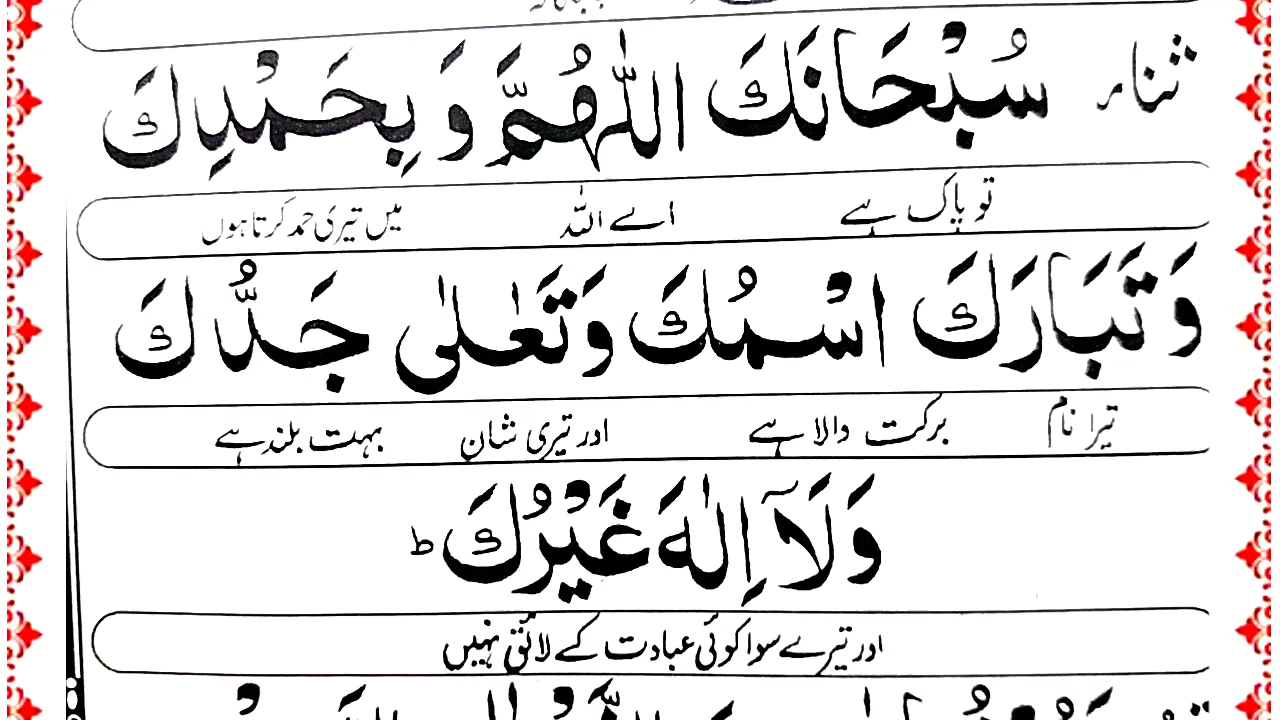 ثناء سُبْحَانَكَ اللّٰهُمَّ وَبِحَمْدِكَ
تو پاک ہے اے اللہ میں تیری حمد کرتا ہوں
وَتَبَارَكَ اسْمُكَ وَتَعٰلٰى جَدُّكَ
تیرا نام برکت والا ہے اور تیری شان بہت بلند ہے
وَلَآ اِلٰهَ غَيْرُكَ ط
اور تیرے سوا کوئی عبادت کے لائق نہیں